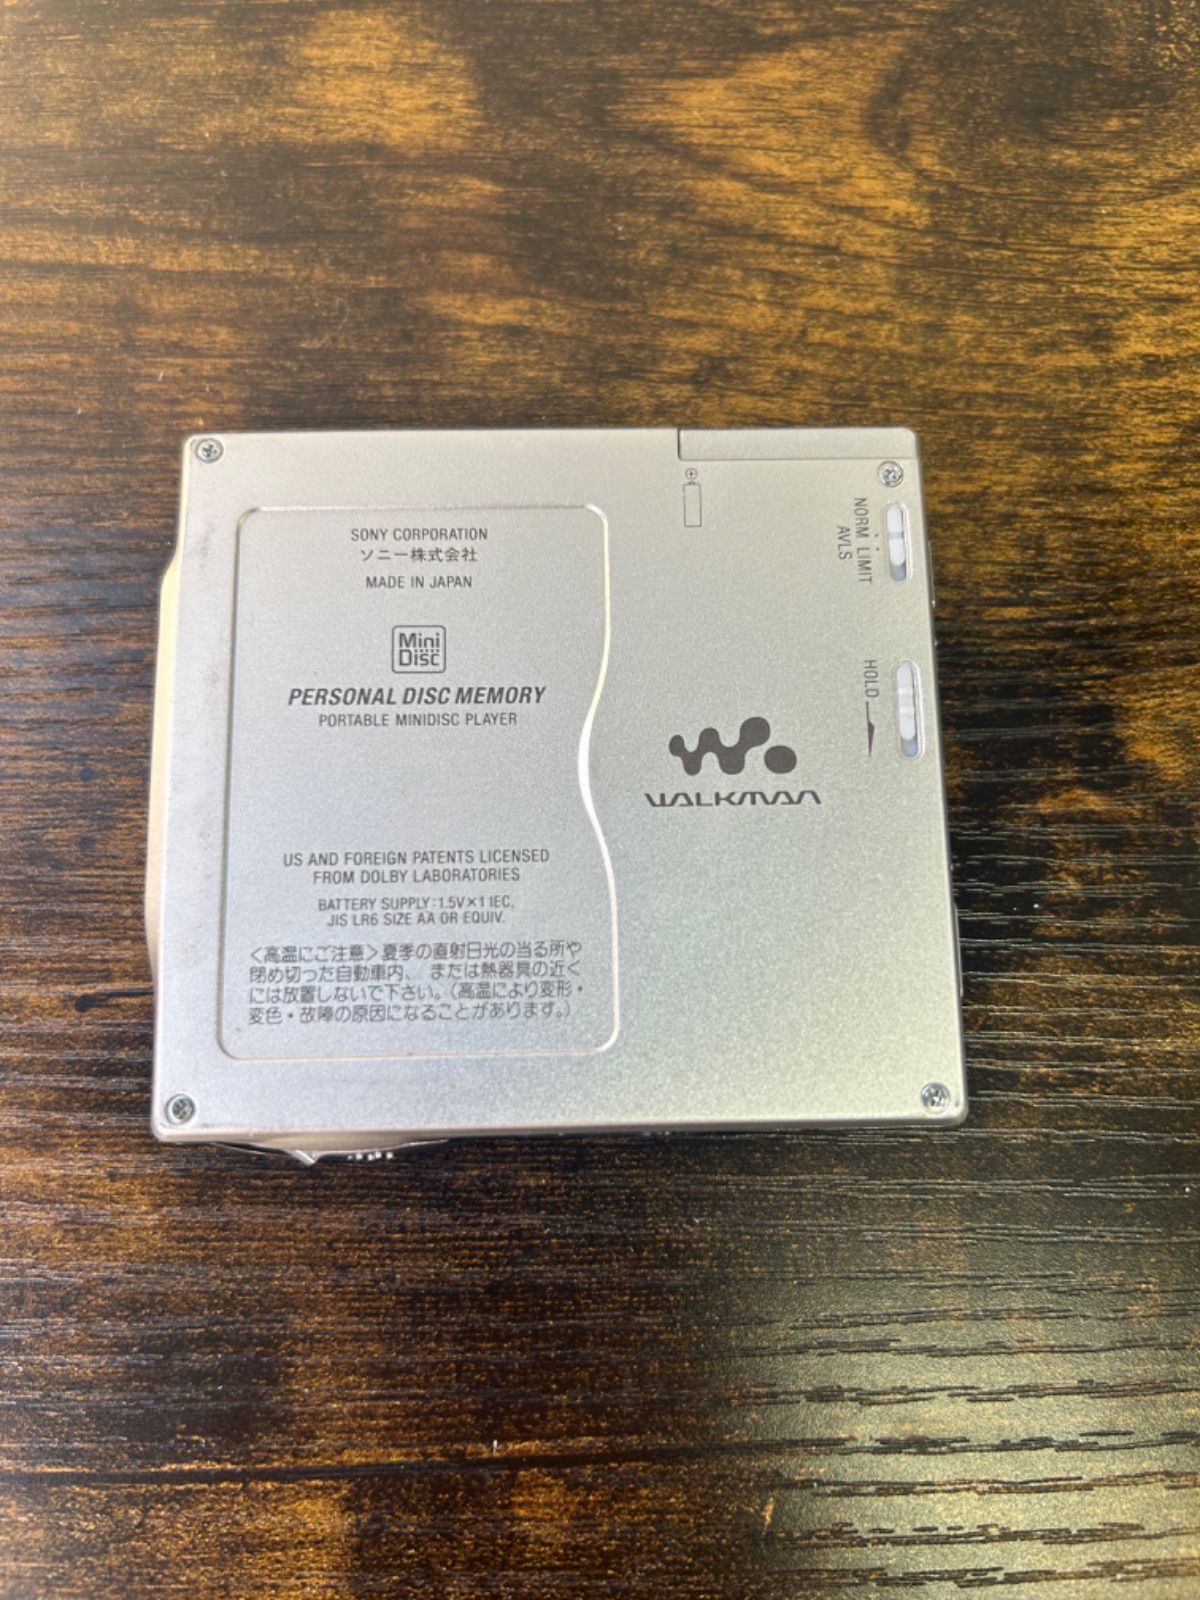 SONY CORPORATION
ソニー株式会社
MADE IN JAPAN
Mini
Disc
PERSONAL DISC MEMORY
PORTABLE MINIDISC PLAYER
US AND FOREIGN PATENTS LICENSED
FROM DOLBY LABORATORIES
BATTERY SUPPLY:1.5V×1 IEC,
JIS LR6 SIZE AA OR EQUIV.
<高温にご注意>夏季の直射日光の当る所や
閉め切った自動車内、または熱器具の近く
には放置しないで下さい。(高温により変形・
変色・故障の原因になることがあります。)
WALKMAN
NORM LIMIT
AVLS
HOLD